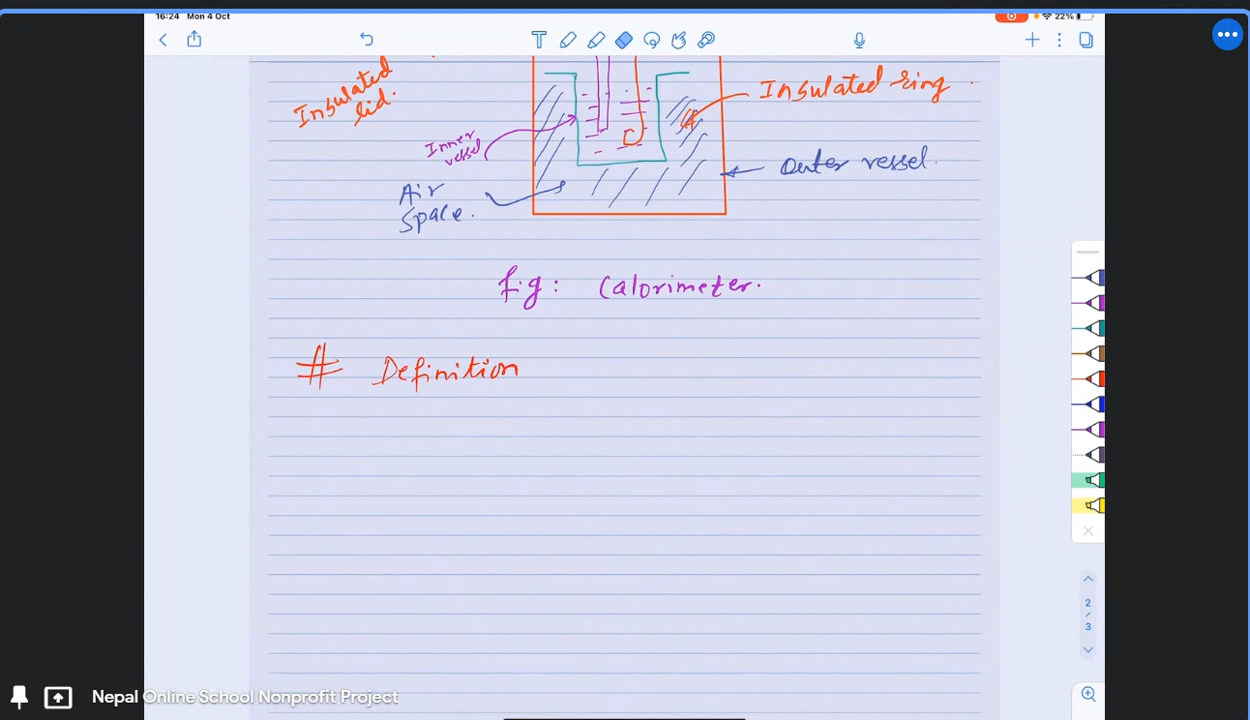 16:24 Mon 4 Oct
22%
Insulated
lid.
Insulated ring.
Inner
vessel
Outer vessel.
Air
Space.
fig: Calorimeter.
# Definition
2
/
3
Nepal Online School Nonprofit Project